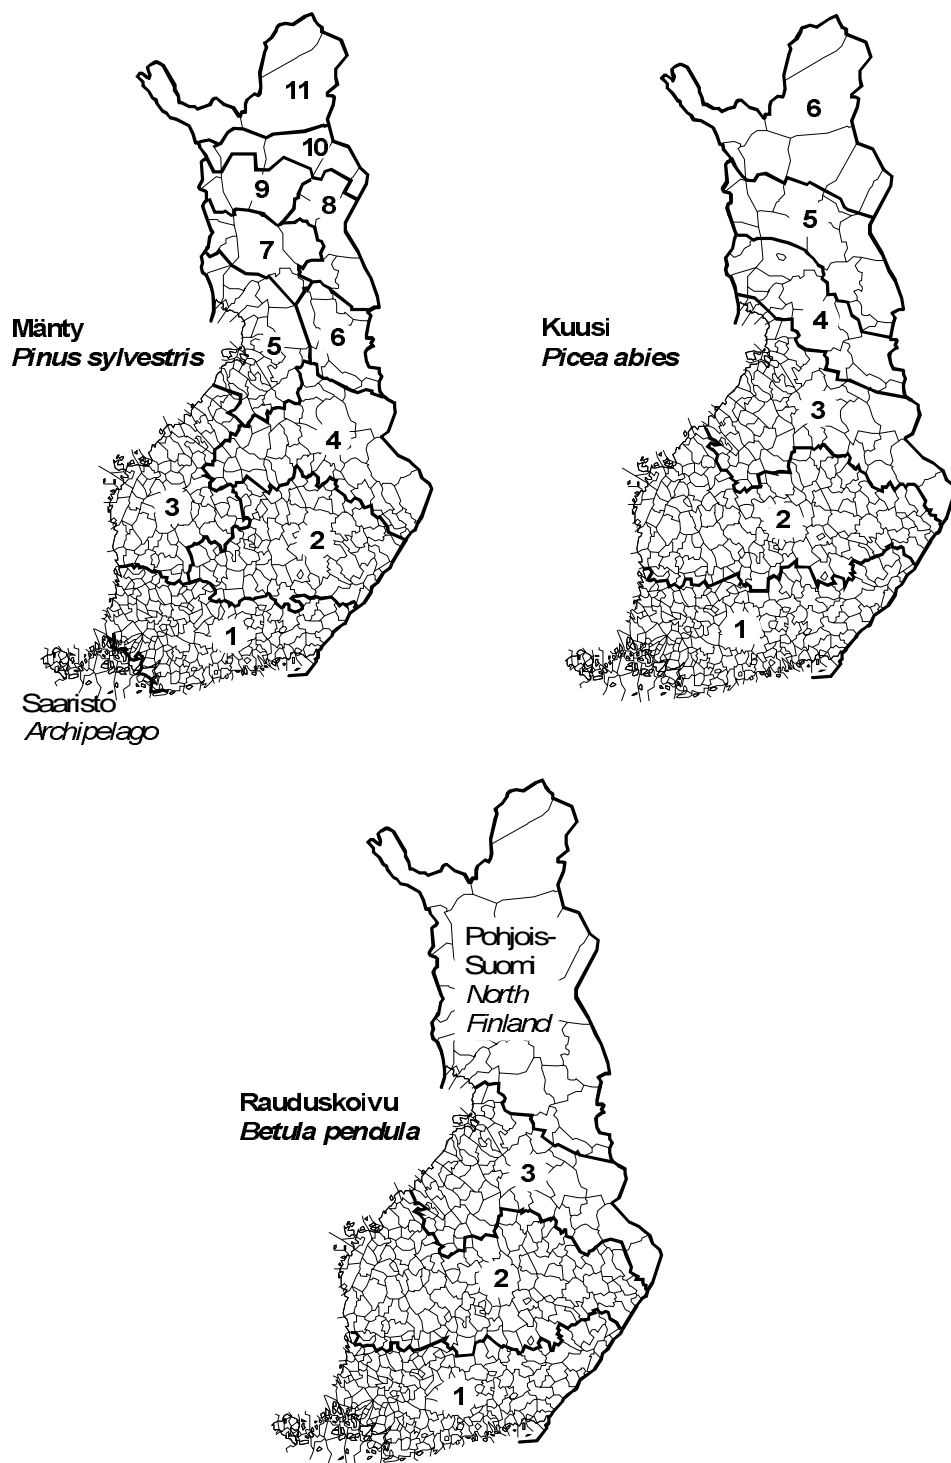 11
10
9
8
7
Mänty
Pinus sylvestris
5
6
4
3
2
1
Saaristo
Archipelago
6
5
Kuusi
Picea abies
4
3
2
1
Pohjois-
Suomi
North
Finland
Rauduskoivu
Betula pendula
3
2
1